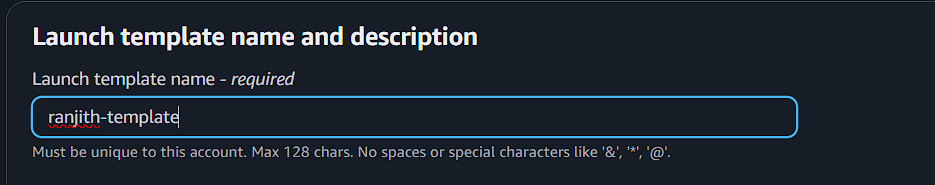 Launch template name and description
Launch template name - required
ranjith-template
Must be unique to this account. Max 128 chars. No spaces or special characters like '&', '*', '@'.